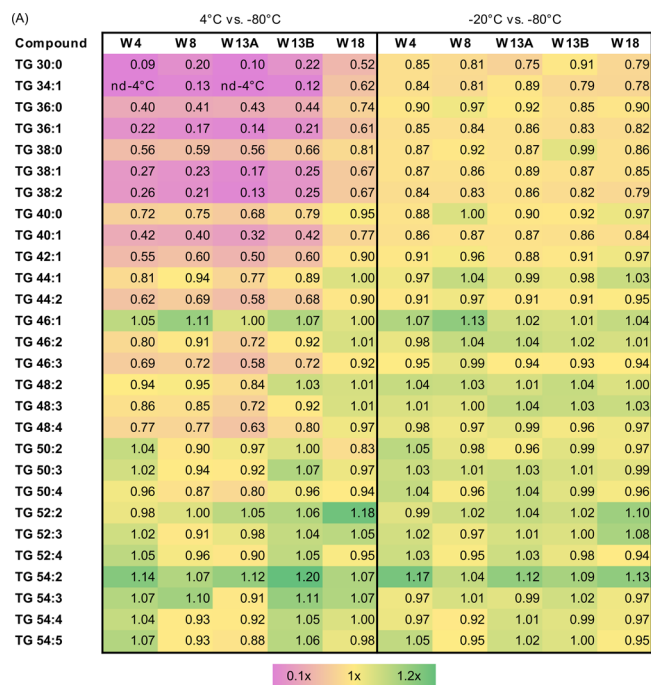 (A) 4°C vs. -80°C -20°C vs. -80°C
Compound W4 W8 W13A W13B W18 W4 W8 W13A W13B W18
TG 30:0 0.09 0.20 0.10 0.22 0.52 0.85 0.81 0.75 0.91 0.79
TG 34:1 nd-4°C 0.13 nd-4°C 0.12 0.62 0.84 0.81 0.89 0.79 0.78
TG 36:0 0.40 0.41 0.43 0.44 0.74 0.90 0.97 0.92 0.85 0.90
TG 36:1 0.22 0.17 0.14 0.21 0.61 0.85 0.84 0.86 0.83 0.82
TG 38:0 0.56 0.59 0.56 0.66 0.81 0.87 0.92 0.87 0.99 0.86
TG 38:1 0.27 0.23 0.17 0.25 0.67 0.87 0.86 0.89 0.87 0.85
TG 38:2 0.26 0.21 0.13 0.25 0.67 0.84 0.83 0.86 0.82 0.79
TG 40:0 0.72 0.75 0.68 0.79 0.95 0.88 1.00 0.90 0.92 0.97
TG 40:1 0.42 0.40 0.32 0.42 0.77 0.86 0.87 0.87 0.86 0.84
TG 42:1 0.55 0.60 0.50 0.60 0.90 0.91 0.96 0.88 0.91 0.97
TG 44:1 0.81 0.94 0.77 0.89 1.00 0.97 1.04 0.99 0.98 1.03
TG 44:2 0.62 0.69 0.58 0.68 0.90 0.91 0.97 0.91 0.91 0.95
TG 46:1 1.05 1.11 1.00 1.07 1.00 1.07 1.13 1.02 1.01 1.04
TG 46:2 0.80 0.91 0.72 0.92 1.01 0.98 1.04 1.04 1.02 1.01
TG 46:3 0.69 0.72 0.58 0.72 0.92 0.95 0.99 0.94 0.93 0.94
TG 48:2 0.94 0.95 0.84 1.03 1.01 1.04 1.03 1.01 1.04 1.00
TG 48:3 0.86 0.85 0.72 0.92 1.01 1.01 1.00 1.04 1.03 1.03
TG 48:4 0.77 0.77 0.63 0.80 0.97 0.98 0.97 0.99 0.96 0.97
TG 50:2 1.04 0.90 0.97 1.00 0.83 1.05 0.98 0.96 0.99 0.97
TG 50:3 1.02 0.94 0.92 1.07 0.97 1.03 1.01 1.03 1.01 0.99
TG 50:4 0.96 0.87 0.80 0.96 0.94 1.04 0.96 1.04 0.99 0.96
TG 52:2 0.98 1.00 1.05 1.06 1.18 0.99 1.02 1.04 1.02 1.10
TG 52:3 1.02 0.91 0.98 1.04 1.05 1.02 0.97 1.01 1.00 1.08
TG 52:4 1.05 0.96 0.90 1.05 0.95 1.03 0.95 1.03 0.98 0.94
TG 54:2 1.14 1.07 1.12 1.20 1.07 1.17 1.04 1.12 1.09 1.13
TG 54:3 1.07 1.10 0.91 1.11 1.07 0.97 1.01 0.99 1.02 0.97
TG 54:4 1.04 0.93 0.92 1.05 1.00 0.97 0.92 1.01 0.99 0.97
TG 54:5 1.07 0.93 0.88 1.06 0.98 1.05 0.95 1.02 1.00 0.95
0.1x 1x 1.2x